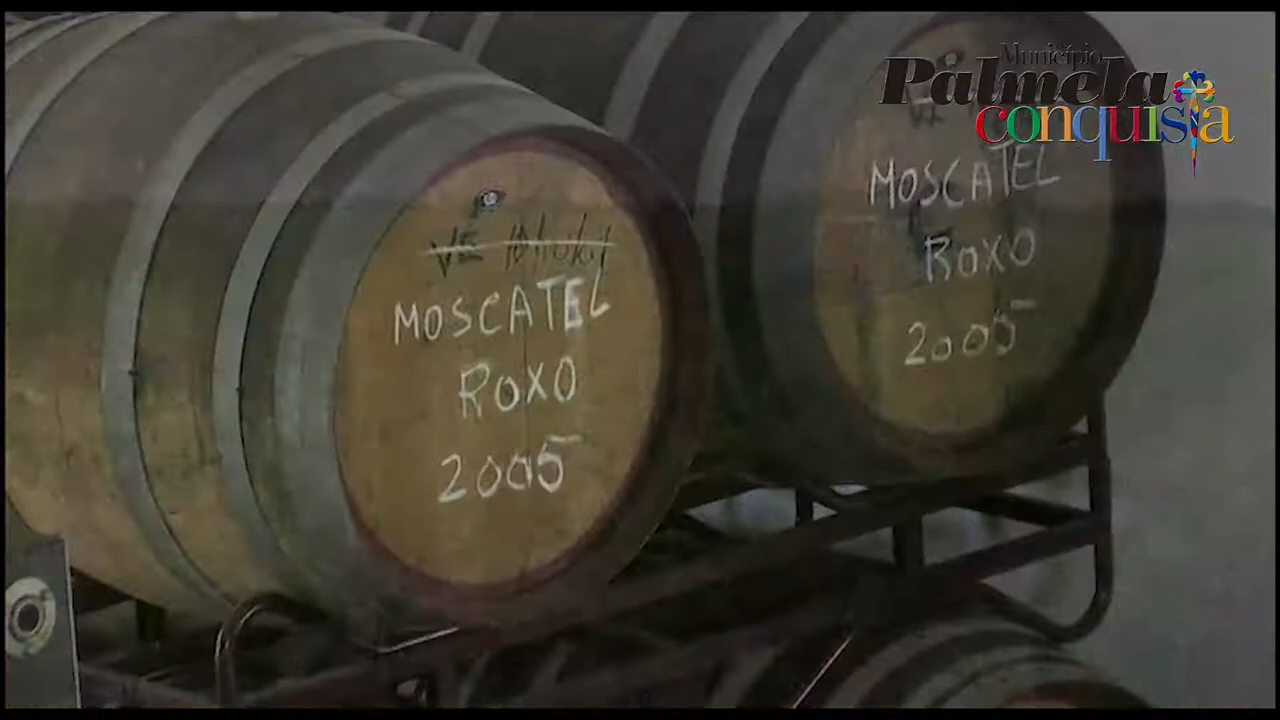 Município
Palmela
conquista
MOSCATEL
ROXO
2005
MOSCATEL
ROXO
2005